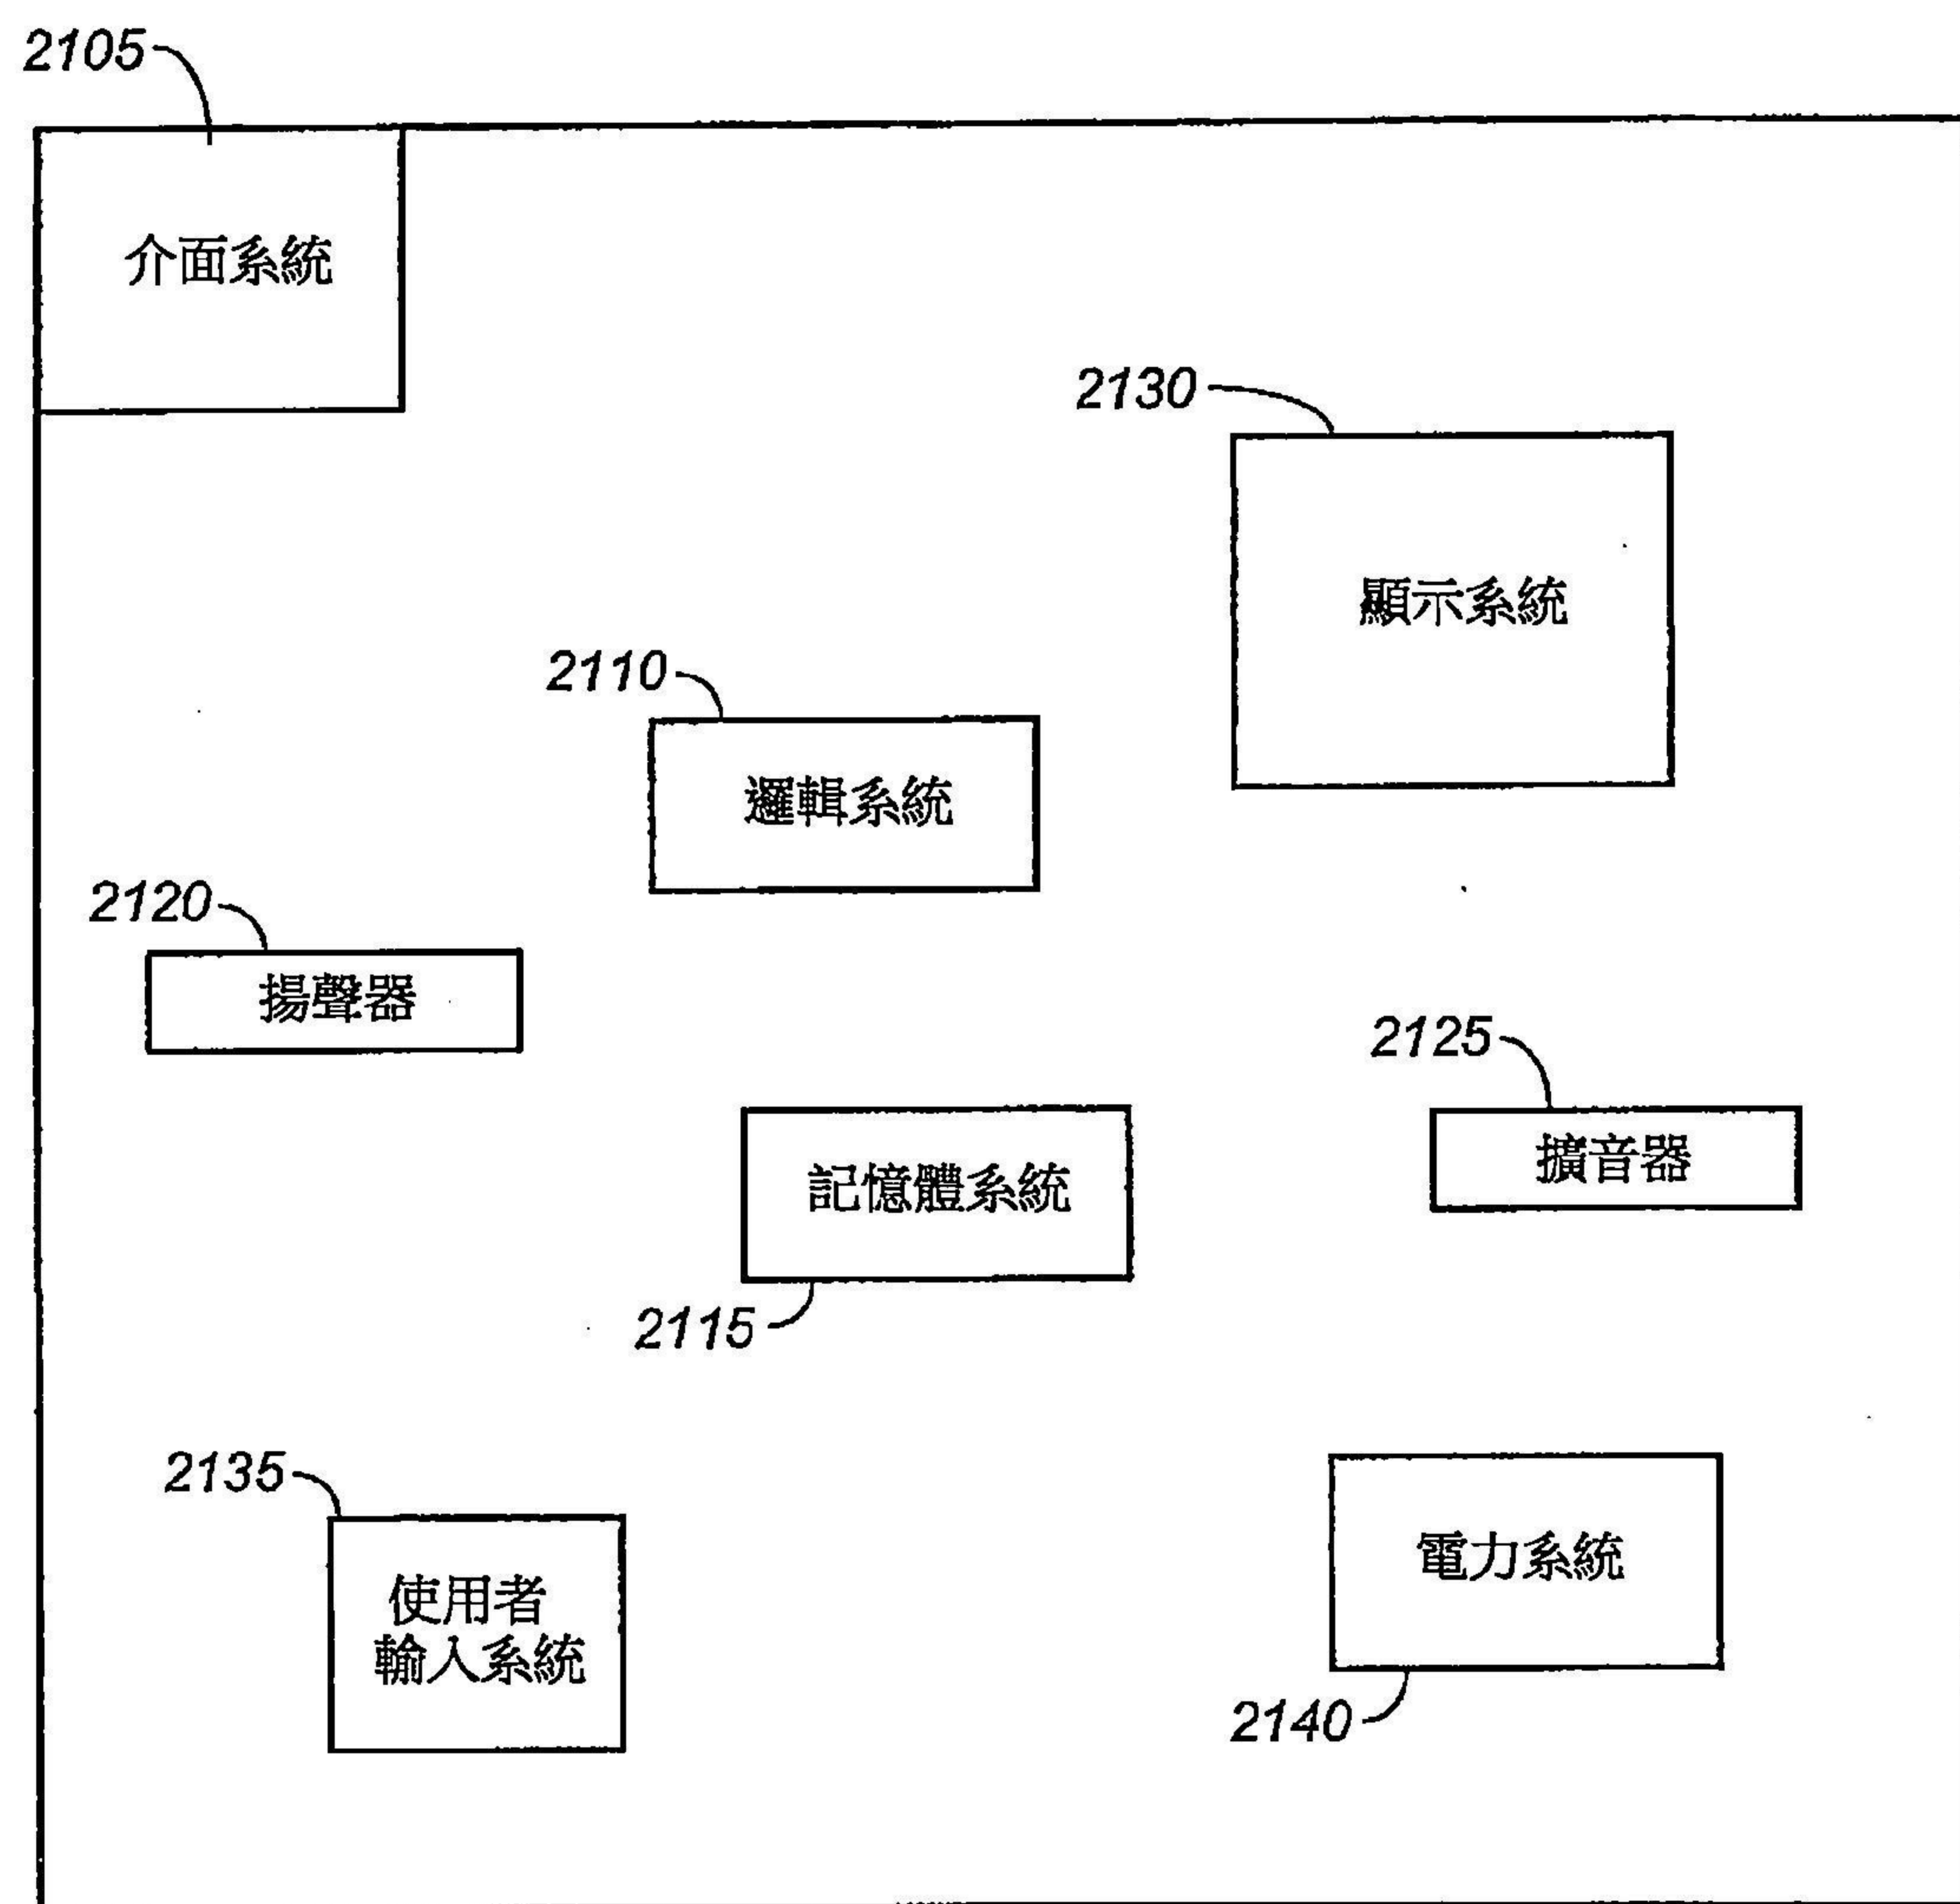 2105
介面系統
2130
顯示系統
2110
邏輯系統
2120
揚聲器
2125
擴音器
記憶體系統
2115
2135
使用者
輸入系統
電力系統
2140